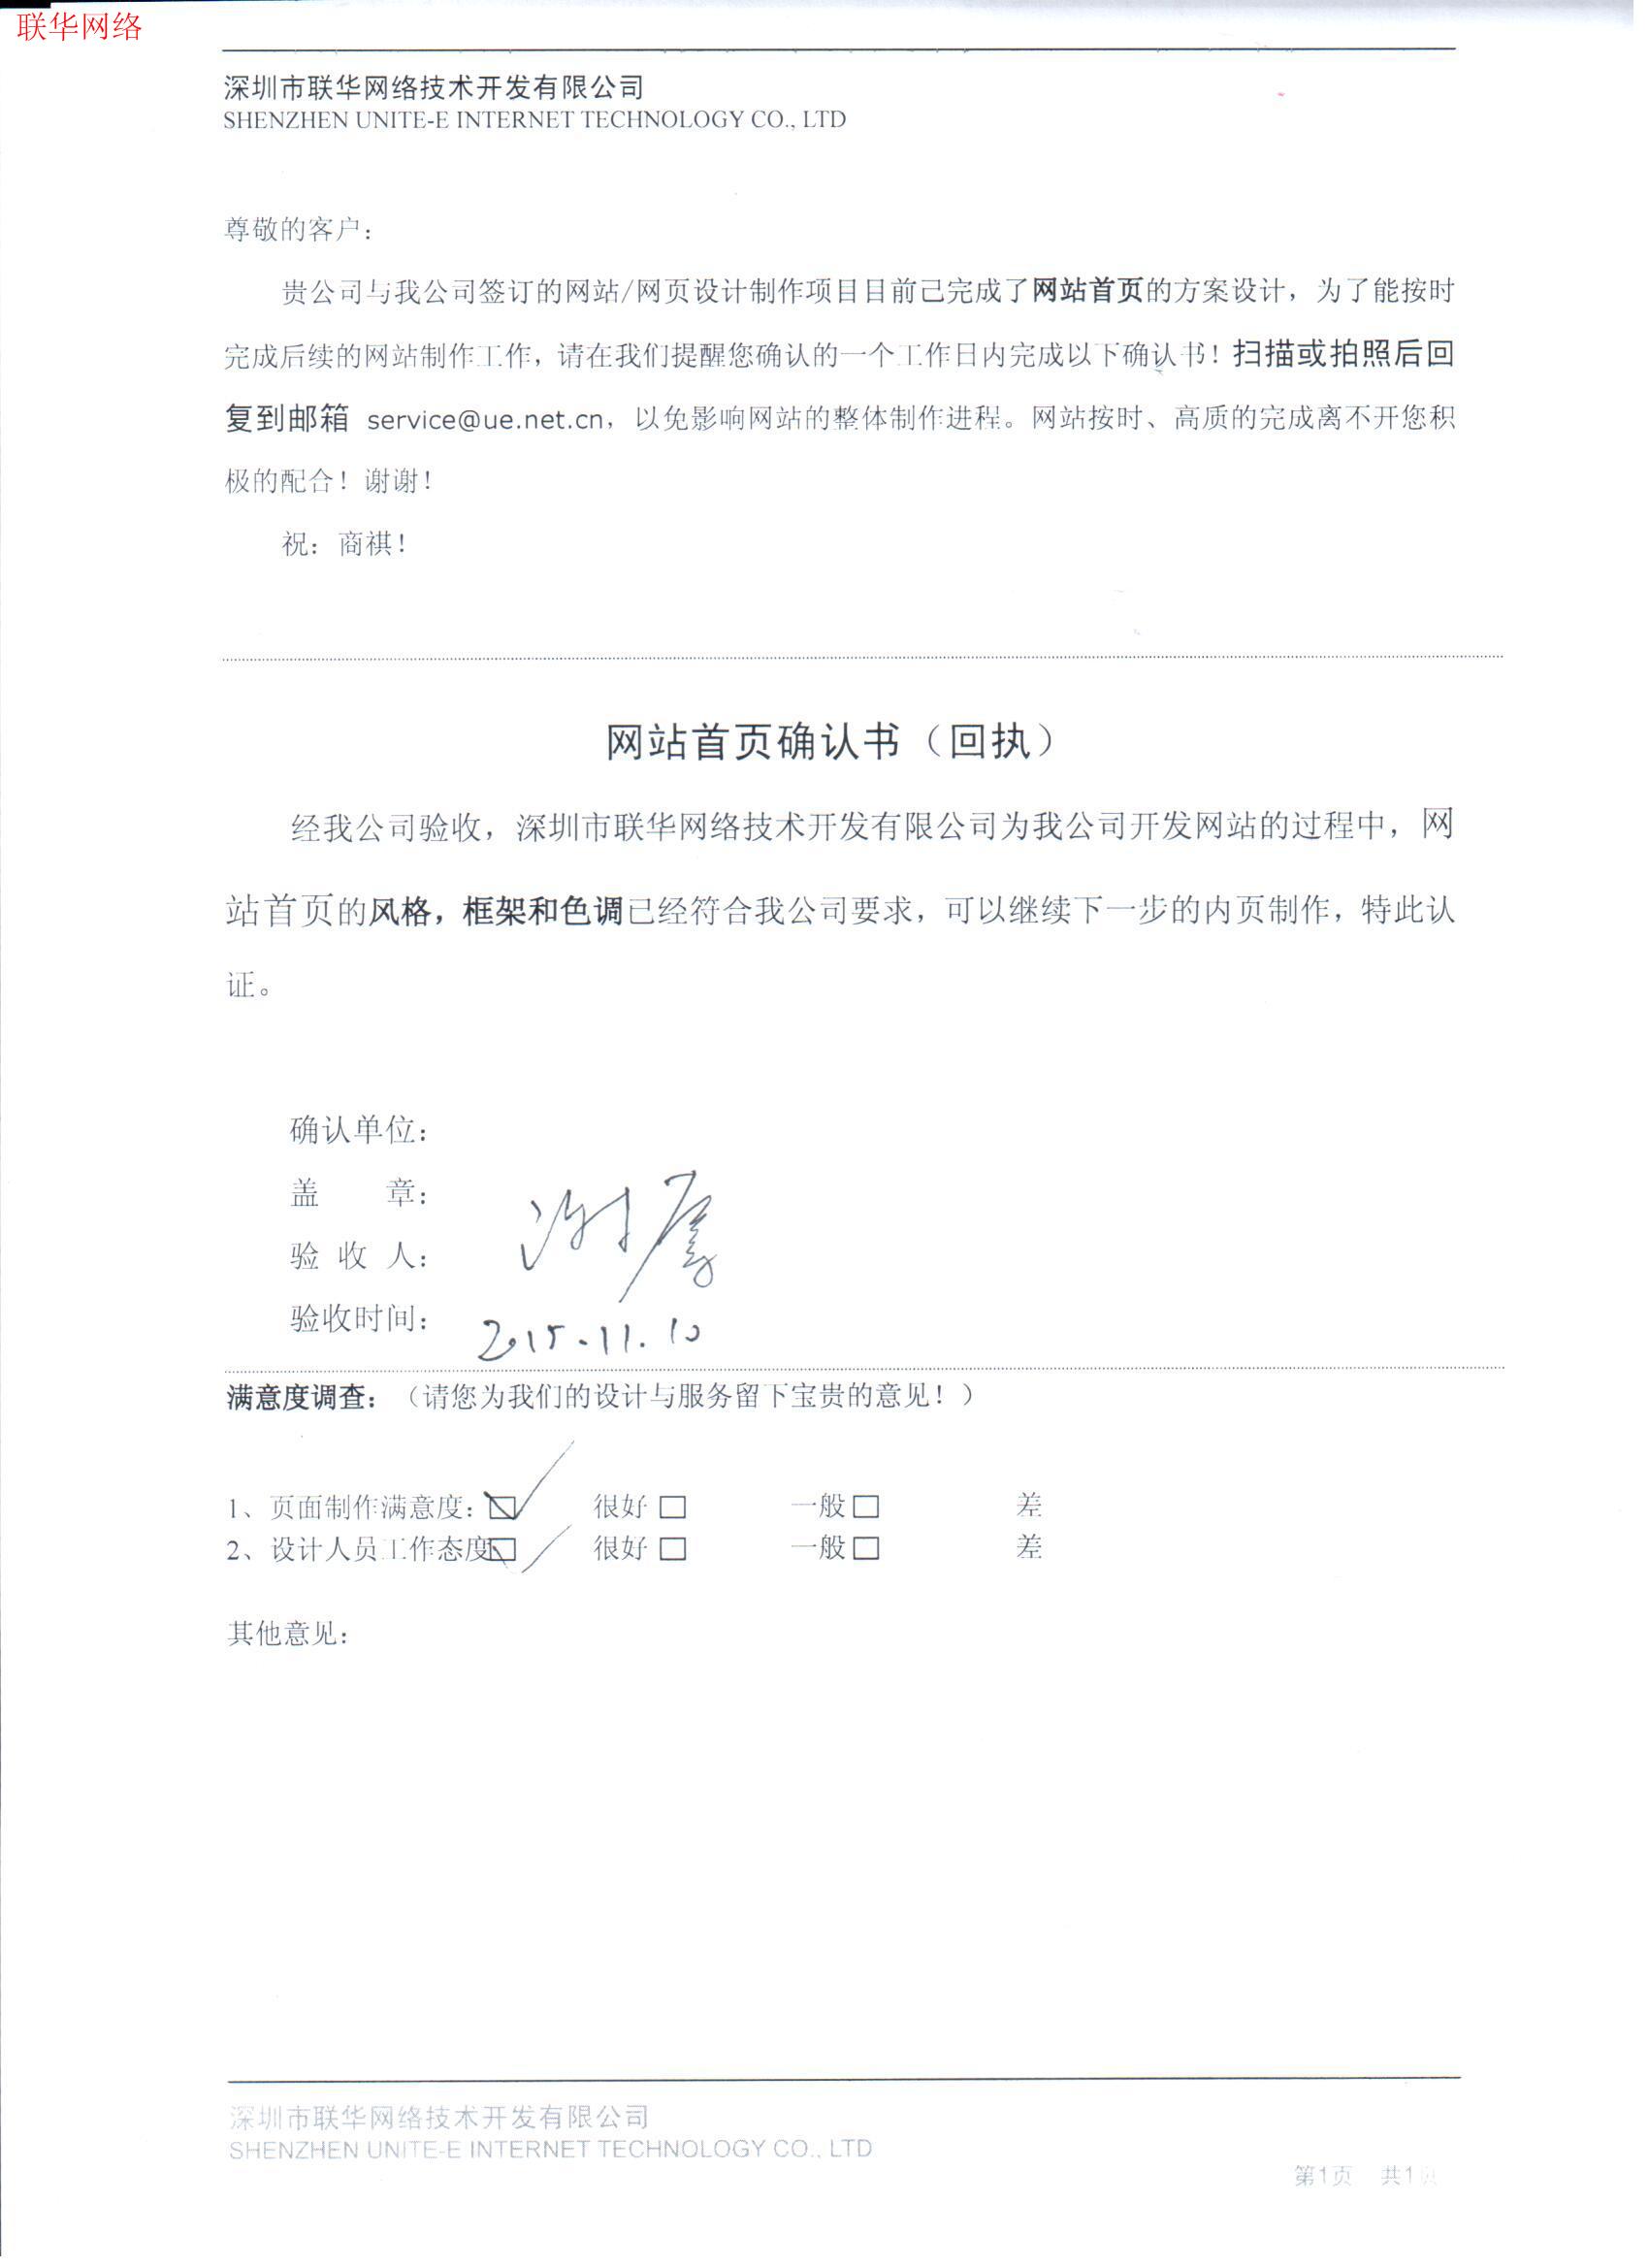 联华网络
深圳市联华网络技术开发有限公司
SHENZHEN UNITE-E INTERNET TECHNOLOGY CO., LTD
尊敬的客户：
贵公司与我公司签订的网站/网页设计制作项目目前已完成了网站首页的方案设计，为了能按时
完成后续的网站制作工作，请在我们提醒您确认的一个工作日内完成以下确认书！扫描或拍照后回
复到邮箱 service@ue.net.cn，以免影响网站的整体制作进程。网站按时、高质的完成离不开您积
极的配合！谢谢！
祝：商祺！
网站首页确认书（回执）
经我公司验收，深圳市联华网络技术开发有限公司为我公司开发网站的过程中，网
站首页的风格，框架和色调已经符合我公司要求，可以继续下一步的内页制作，特此认
证。
确认单位：
盖 章：
验 收 人：
验收时间： 2015.11.10
满意度调查：（请您为我们的设计与服务留下宝贵的意见！）
1、页面制作满意度： 很好 一般 差
2、设计人员工作态度 很好 一般 差
其他意见：
深圳市联华网络技术开发有限公司
SHENZHEN UNITE-E INTERNET TECHNOLOGY CO., LTD
第1页 共1页